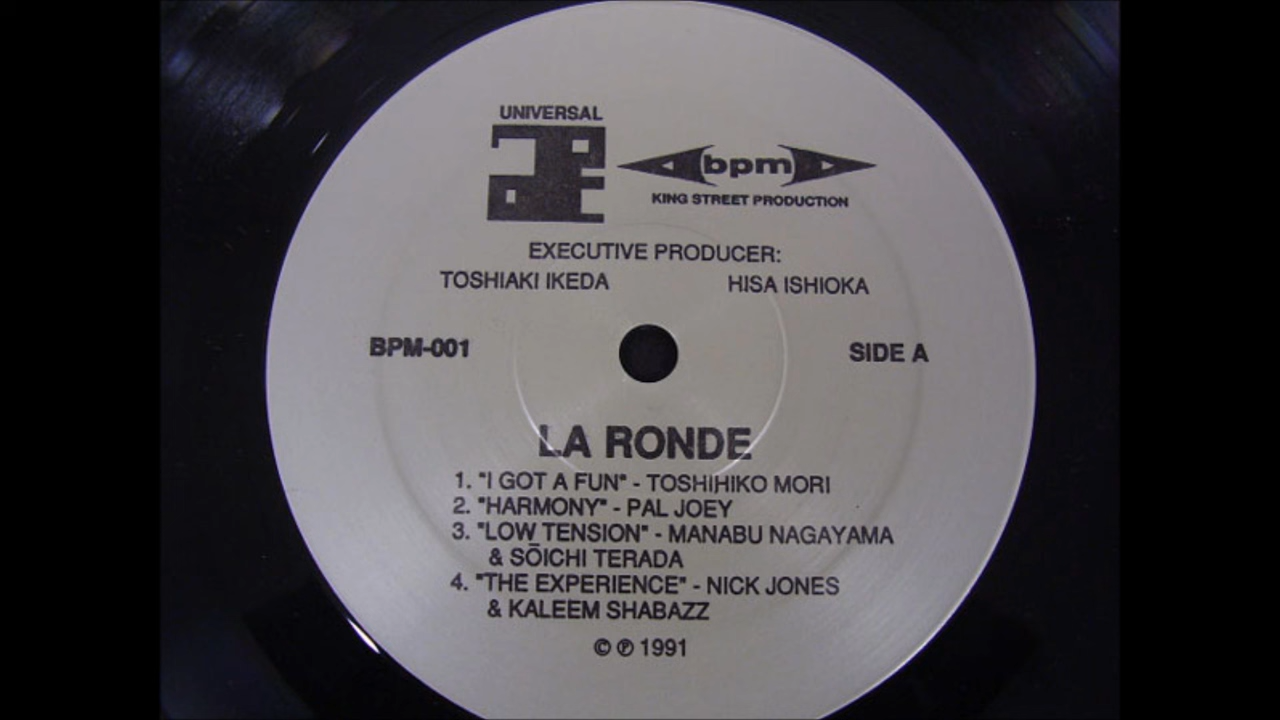 UNIVERSAL
bpm
KING STREET PRODUCTION
EXECUTIVE PRODUCER:
TOSHIAKI IKEDA HISA ISHIOKA
BPM-001 SIDE A
LA RONDE
1. "I GOT A FUN" - TOSHIHIKO MORI
2. "HARMONY" - PAL JOEY
3. "LOW TENSION" - MANABU NAGAYAMA
& SŌICHI TERADA
4. "THE EXPERIENCE" - NICK JONES
& KALEEM SHABAZZ
© ℗ 1991